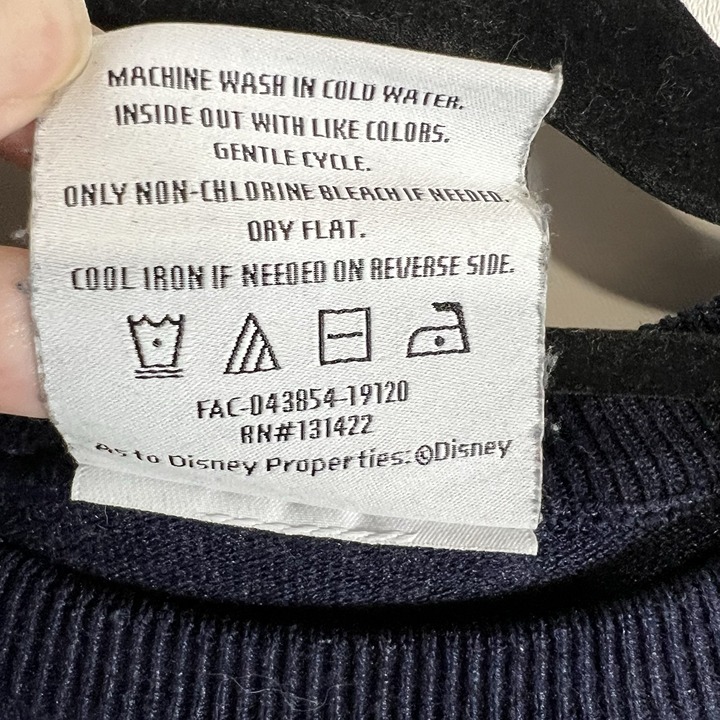 MACHINE WASH IN COLD WATER.
INSIDE OUT WITH LIKE COLORS.
GENTLE CYCLE.
ONLY NON-CHLORINE BLEACH IF NEEDED.
DRY FLAT.
COOL IRON IF NEEDED ON REVERSE SIDE.
FAC-043854-19120
RN#131422
As to Disney Properties:©Disney